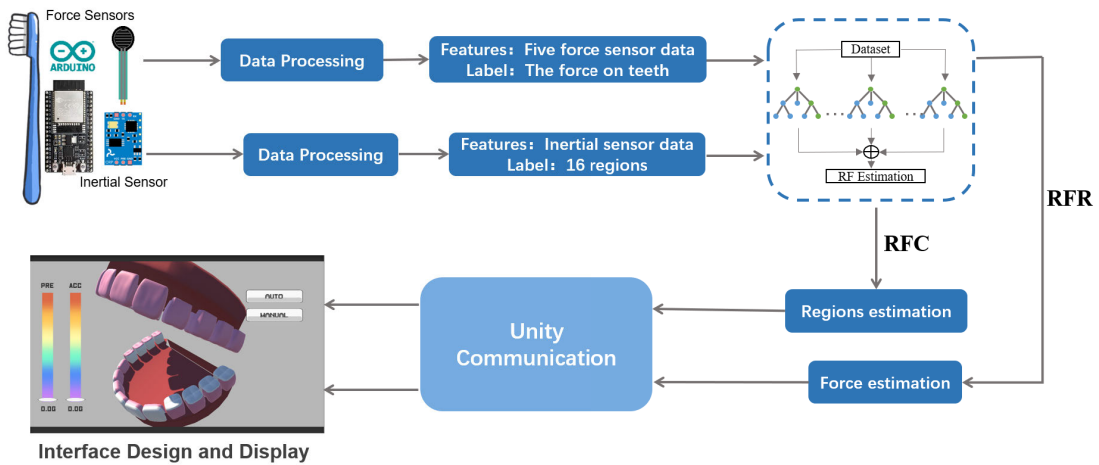 Force Sensors
ARDUINO
Inertial Sensor
Data Processing
Features: Five force sensor data
Label: The force on teeth
Data Processing
Features: Inertial sensor data
Label: 16 regions
Dataset
RF Estimation
RFR
RFC
Regions estimation
Force estimation
Unity
Communication
PRE
ACC
AUTO
MANUAL
0.00
0.00
Interface Design and Display